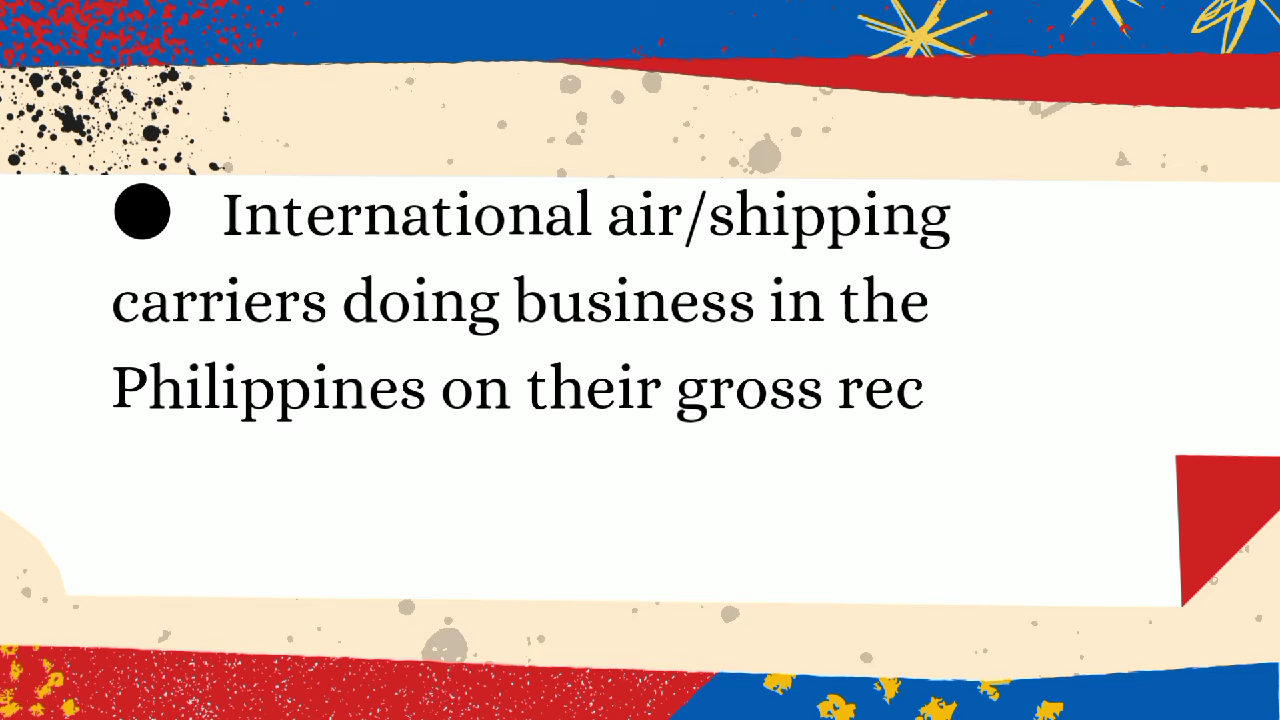 ● International air/shipping
carriers doing business in the
Philippines on their gross rec